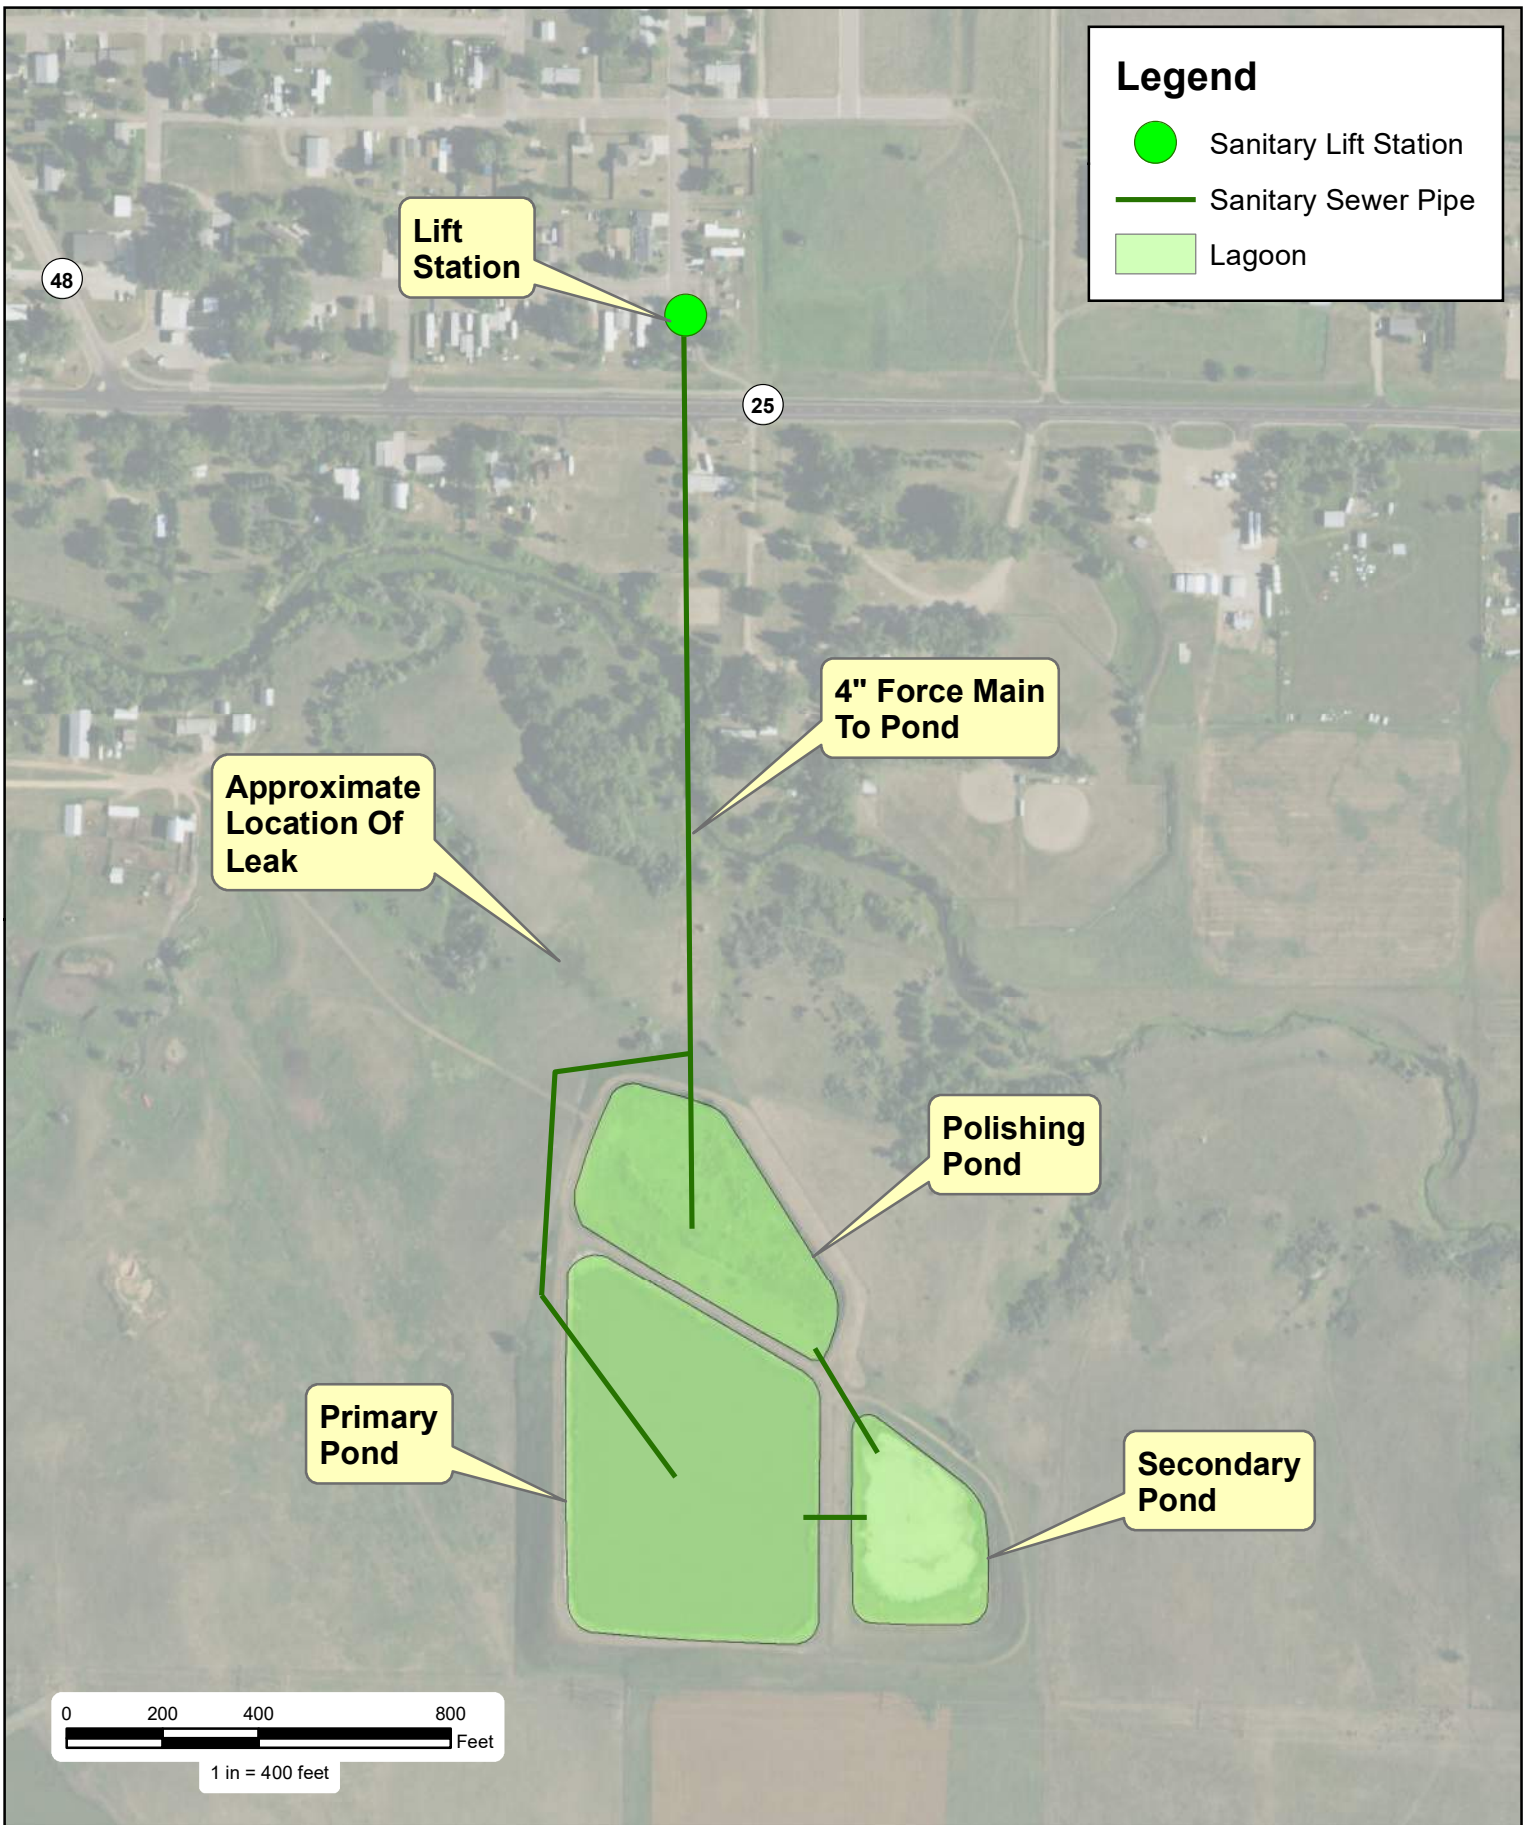 Legend
Sanitary Lift Station
Sanitary Sewer Pipe
Lagoon
Lift
Station
48
25
4" Force Main
To Pond
Approximate
Location Of
Leak
Polishing
Pond
Primary
Pond
Secondary
Pond
0 200 400 800
Feet
1 in = 400 feet